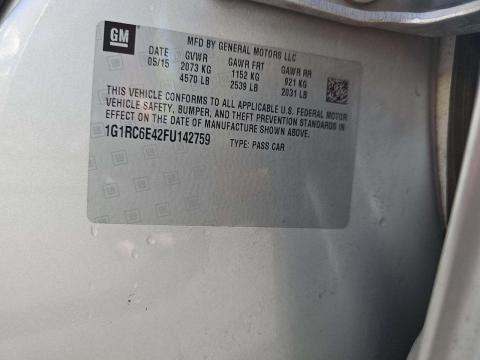 GM
MFD BY GENERAL MOTORS LLC
DATE GVWR GAWR FRT GAWR RR
05/15 2073 KG 1152 KG 921 KG
4570 LB 2539 LB 2031 LB
THIS VEHICLE CONFORMS TO ALL APPLICABLE U.S. FEDERAL MOTOR
VEHICLE SAFETY, BUMPER, AND THEFT PREVENTION STANDARDS IN
EFFECT ON THE DATE OF MANUFACTURE SHOWN ABOVE.
1G1RC6E42FU142759 TYPE: PASS CAR